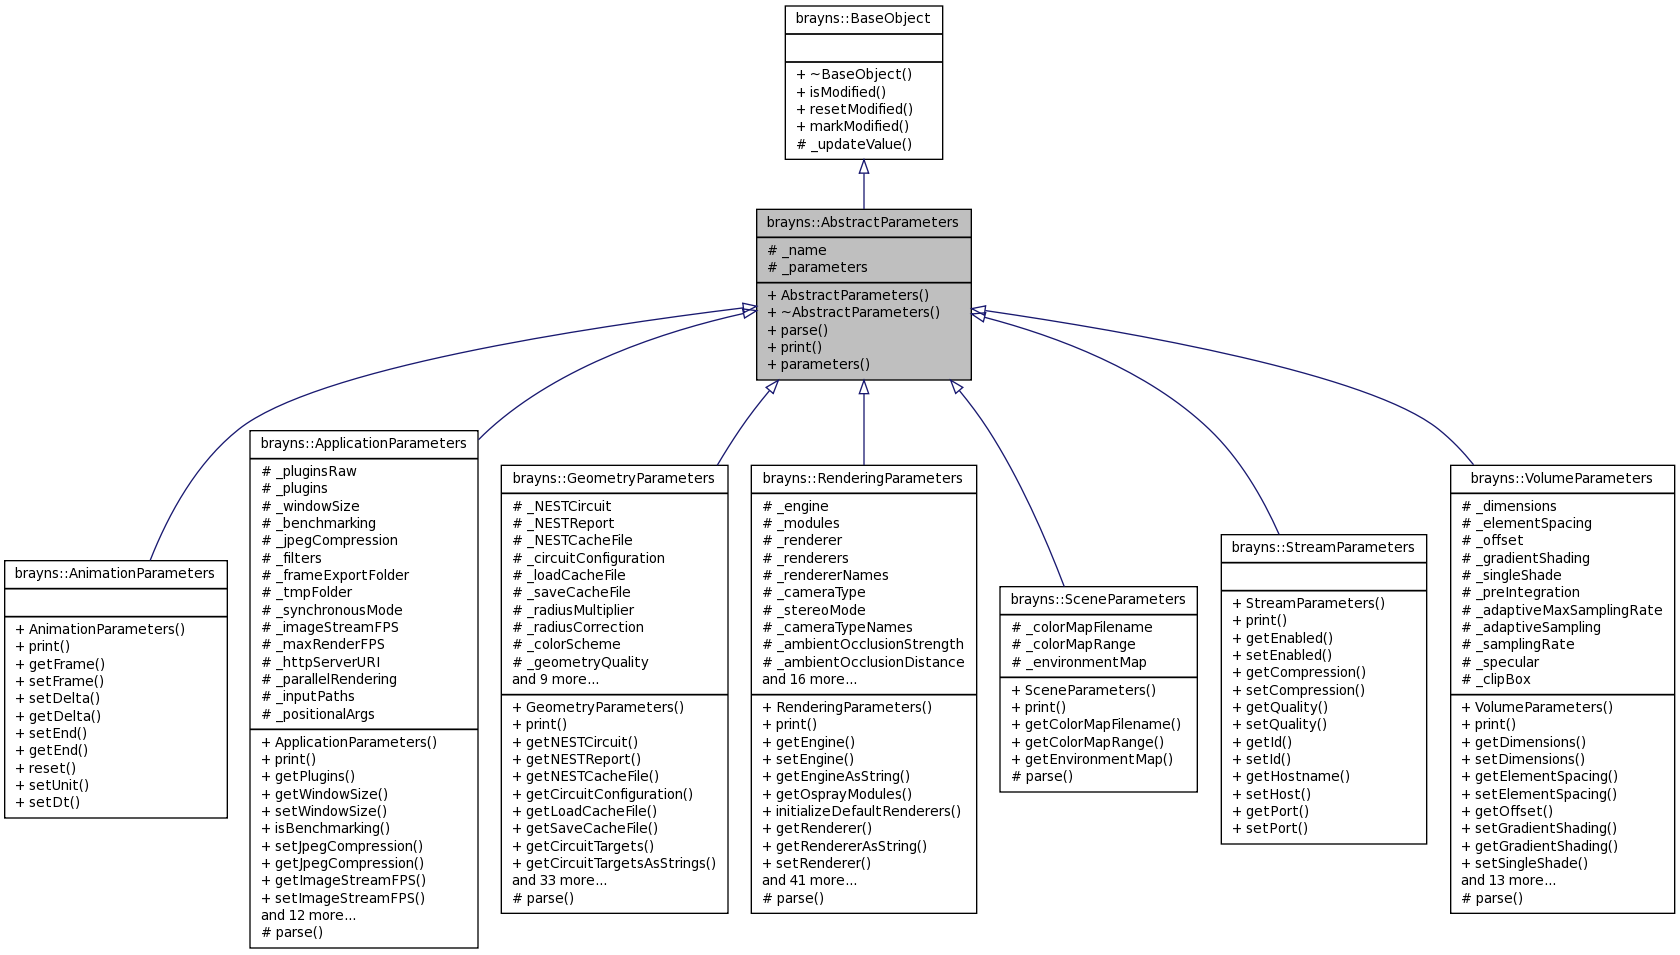 brayns::BaseObject
+ ~BaseObject()
+ isModified()
+ resetModified()
+ markModified()
# _updateValue()
brayns::AbstractParameters
# _name
# _parameters
+ AbstractParameters()
+ ~AbstractParameters()
+ parse()
+ print()
+ parameters()
brayns::AnimationParameters
+ AnimationParameters()
+ print()
+ getFrame()
+ setFrame()
+ setDelta()
+ getDelta()
+ setEnd()
+ getEnd()
+ reset()
+ setUnit()
+ setDt()
brayns::ApplicationParameters
# _pluginsRaw
# _plugins
# _windowSize
# _benchmarking
# _jpegCompression
# _filters
# _frameExportFolder
# _tmpFolder
# _synchronousMode
# _imageStreamFPS
# _maxRenderFPS
# _httpServerURI
# _parallelRendering
# _inputPaths
# _positionalArgs
+ ApplicationParameters()
+ print()
+ getPlugins()
+ getWindowSize()
+ setWindowSize()
+ isBenchmarking()
+ setJpegCompression()
+ getJpegCompression()
+ getImageStreamFPS()
+ setImageStreamFPS()
and 12 more...
# parse()
brayns::GeometryParameters
# _NESTCircuit
# _NESTReport
# _NESTCacheFile
# _circuitConfiguration
# _loadCacheFile
# _saveCacheFile
# _radiusMultiplier
# _radiusCorrection
# _colorScheme
# _geometryQuality
and 9 more...
+ GeometryParameters()
+ print()
+ getNESTCircuit()
+ getNESTReport()
+ getNESTCacheFile()
+ getCircuitConfiguration()
+ getLoadCacheFile()
+ getSaveCacheFile()
+ getCircuitTargets()
+ getCircuitTargetsAsStrings()
and 33 more...
# parse()
brayns::RenderingParameters
# _engine
# _modules
# _renderer
# _renderers
# _rendererNames
# _cameraType
# _stereoMode
# _cameraTypeNames
# _ambientOcclusionStrength
# _ambientOcclusionDistance
and 16 more...
+ RenderingParameters()
+ print()
+ getEngine()
+ setEngine()
+ getEngineAsString()
+ getOsprayModules()
+ initializeDefaultRenderers()
+ getRenderer()
+ getRendererAsString()
+ setRenderer()
and 41 more...
# parse()
brayns::SceneParameters
# _colorMapFilename
# _colorMapRange
# _environmentMap
+ SceneParameters()
+ print()
+ getColorMapFilename()
+ getColorMapRange()
+ getEnvironmentMap()
# parse()
brayns::StreamParameters
+ StreamParameters()
+ print()
+ getEnabled()
+ setEnabled()
+ getCompression()
+ setCompression()
+ getQuality()
+ setQuality()
+ getId()
+ setId()
+ getHostname()
+ setHost()
+ getPort()
+ setPort()
brayns::VolumeParameters
# _dimensions
# _elementSpacing
# _offset
# _gradientShading
# _singleShade
# _preIntegration
# _adaptiveMaxSamplingRate
# _adaptiveSampling
# _samplingRate
# _specular
# _clipBox
+ VolumeParameters()
+ print()
+ getDimensions()
+ setDimensions()
+ getElementSpacing()
+ setElementSpacing()
+ getOffset()
+ setGradientShading()
+ getGradientShading()
+ setSingleShade()
and 13 more...
# parse()